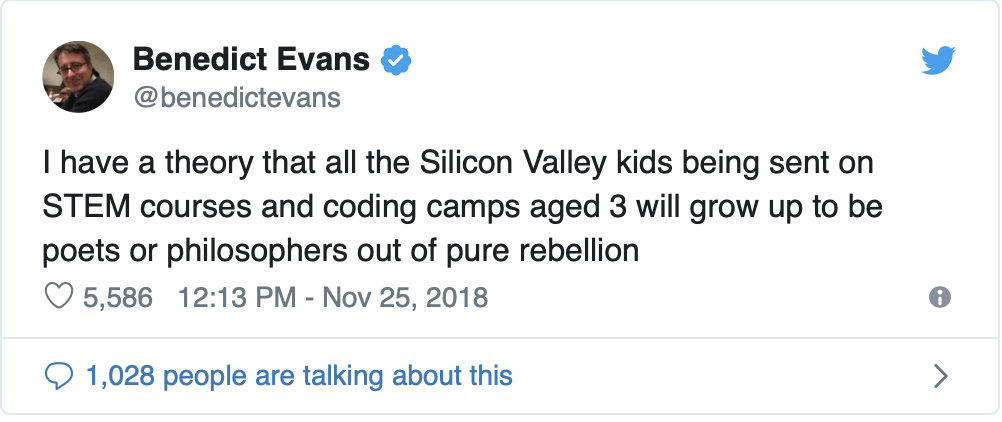 Benedict Evans
@benedictevans
I have a theory that all the Silicon Valley kids being sent on
STEM courses and coding camps aged 3 will grow up to be
poets or philosophers out of pure rebellion
5,586 12:13 PM - Nov 25, 2018
1,028 people are talking about this